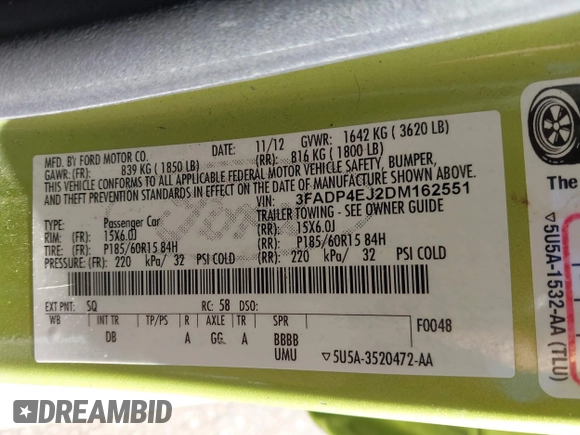 MFD. BY FORD MOTOR CO.
DATE: 11/12 GVWR: 1642 KG ( 3620 LB)
GAWR: (FR): 839 KG ( 1850 LB) (RR): 816 KG ( 1800 LB)
THIS VEHICLE CONFORMS TO ALL APPLICABLE FEDERAL MOTOR VEHICLE SAFETY, BUMPER,
AND THEFT PREVENTION STANDARDS IN EFFECT ON THE DATE OF MANUFACTURE SHOWN ABOVE.
VIN: 3FADP4EJ2DM162551
TYPE: Passenger Car TRAILER TOWING - SEE OWNER GUIDE
RIM: (FR) 15X6.0J (RR): 15X6.0J
TIRE: (FR) P185/60R15 84H (RR): P185/60R15 84H
PRESSURE: (FR) 220 kPa/ 32 PSI COLD (RR): 220 kPa/ 32 PSI COLD
EXT PNT: SQ RC: 58 DSO:
WB INT TR TP/PS R AXLE TR SPR F0048
DB A GG A BBBB
UMU ▽5U5A-3520472-AA
The
▽5U5A-1532-AA (TLU)
DREAMBID